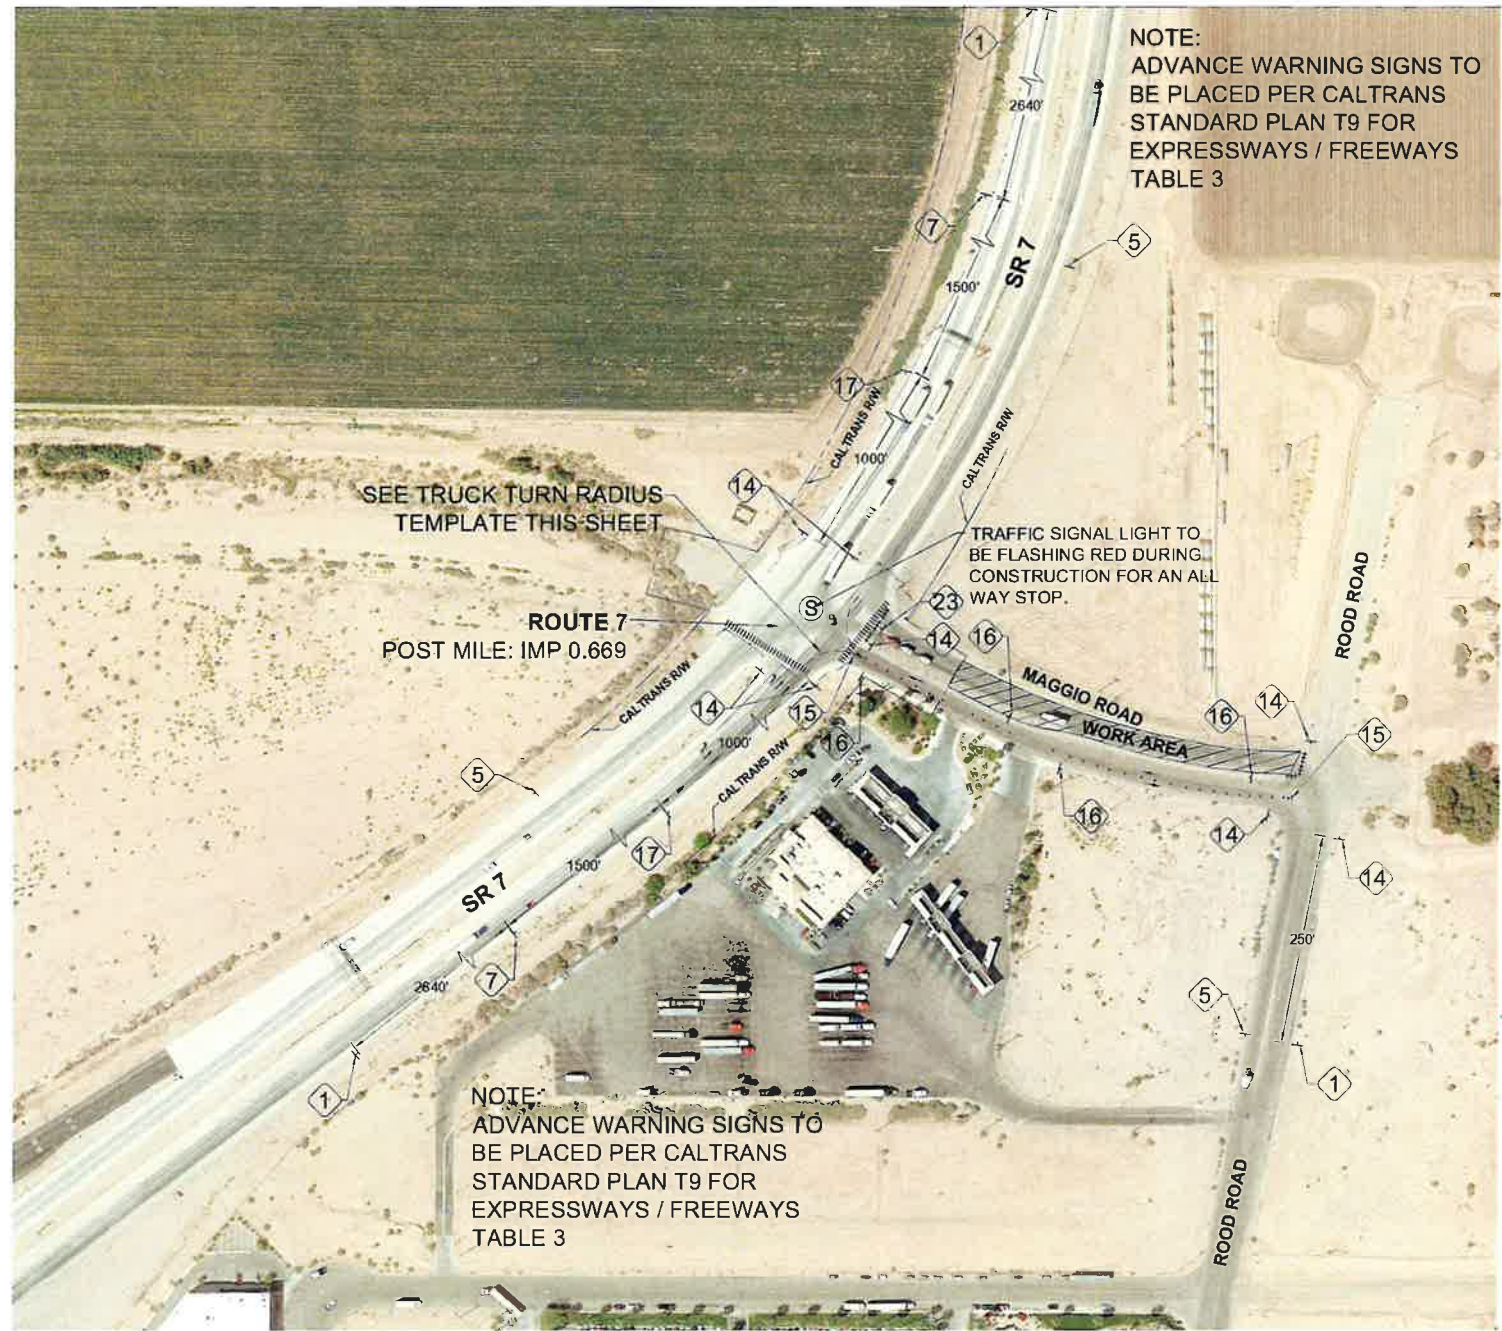 1
NOTE:
ADVANCE WARNING SIGNS TO
BE PLACED PER CALTRANS
STANDARD PLAN T9 FOR
EXPRESSWAYS / FREEWAYS
TABLE 3
2640'
7
5
SR 7
1500'
17
CALTRANS R/W
1000'
CALTRANS R/W
14
SEE TRUCK TURN RADIUS
TEMPLATE THIS SHEET
TRAFFIC SIGNAL LIGHT TO
BE FLASHING RED DURING
CONSTRUCTION FOR AN ALL
WAY STOP.
ROOD ROAD
S
23
ROUTE 7
POST MILE: IMP 0.669
14
16
MAGGIO ROAD
WORK AREA
CALTRANS R/W
14
15
16
16
14
15
1000'
CALTRANS R/W
5
16
14
17
1500'
14
SR 7
250'
7
2640'
5
1
1
NOTE:
ADVANCE WARNING SIGNS TO
BE PLACED PER CALTRANS
STANDARD PLAN T9 FOR
EXPRESSWAYS / FREEWAYS
TABLE 3
ROOD ROAD